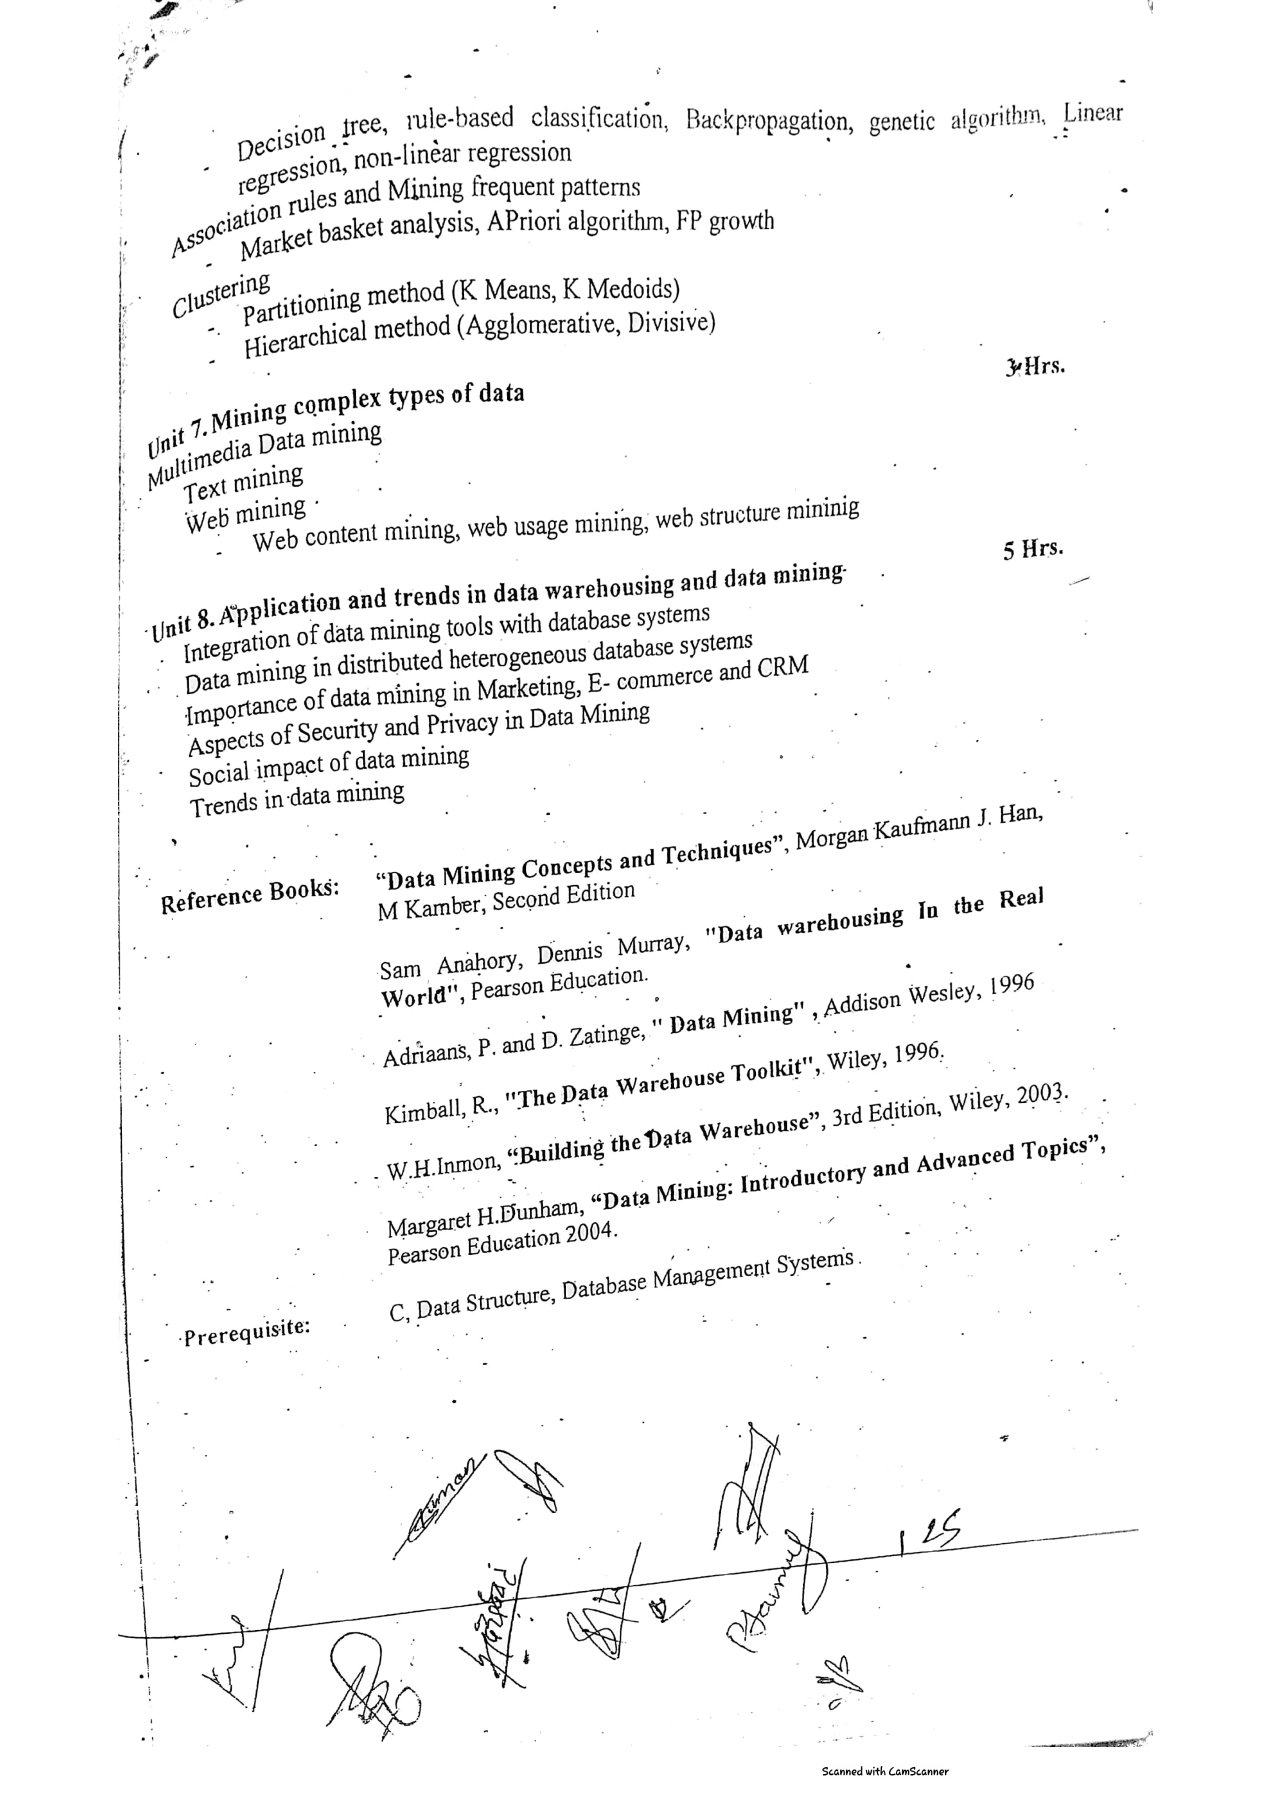 - Decision tree, rule-based classification, Backpropagation, genetic algorithm, Linear
regression, non-linear regression
Association rules and Mining frequent patterns
- Market basket analysis, APriori algorithm, FP growth
Clustering
- Partitioning method (K Means, K Medoids)
- Hierarchical method (Agglomerative, Divisive)
Unit 7. Mining complex types of data 3 Hrs.
Multimedia Data mining
Text mining
Web mining
- Web content mining, web usage mining, web structure mininig
Unit 8. Application and trends in data warehousing and data mining 5 Hrs.
Integration of data mining tools with database systems
Data mining in distributed heterogeneous database systems
Importance of data mining in Marketing, E- commerce and CRM
Aspects of Security and Privacy in Data Mining
Social impact of data mining
Trends in data mining
Reference Books: “Data Mining Concepts and Techniques”, Morgan Kaufmann J. Han,
M Kamber, Second Edition
Sam Anahory, Dennis Murray, "Data warehousing In the Real
World", Pearson Education.
Adriaans, P. and D. Zatinge, " Data Mining" , Addison Wesley, 1996
Kimball, R., "The Data Warehouse Toolkit", Wiley, 1996.
W.H.Inmon, “Building the Data Warehouse”, 3rd Edition, Wiley, 2003.
Margaret H.Dunham, “Data Mining: Introductory and Advanced Topics”,
Pearson Education 2004.
Prerequisite: C, Data Structure, Database Management Systems.
125
Scanned with CamScanner